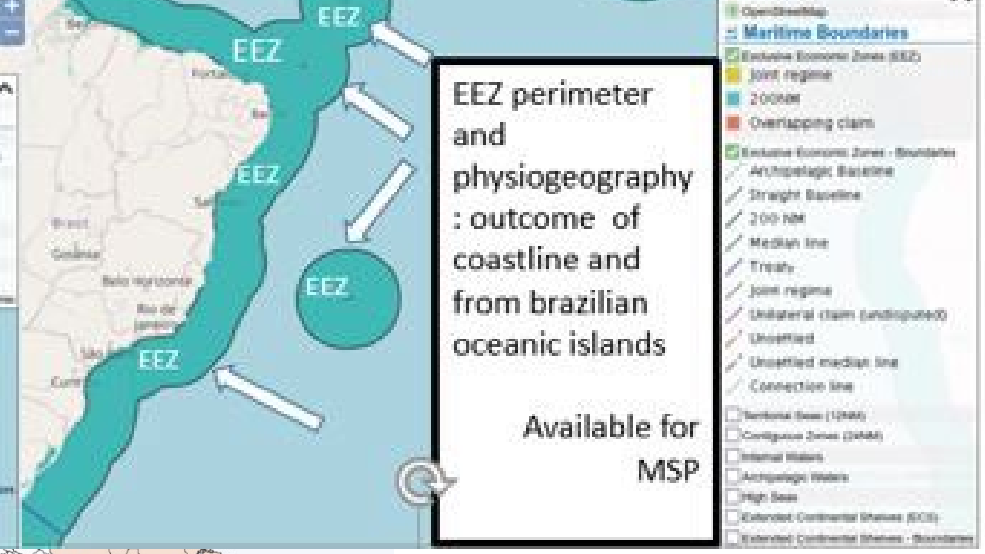 EEZ
EEZ
EEZ
EEZ
EEZ
Brasil
Goiânia
Belo Horizonte
Rio de
Janeiro
São
EEZ perimeter
and
physiogeography
: outcome of
coastline and
from brazilian
oceanic islands
Available for
MSP
OpenStreetMap
Maritime Boundaries
Exclusive Economic Zones (EEZ)
Joint regime
200NM
Overlapping claim
Exclusive Economic Zones - Boundaries
Archipelagic Baseline
Straight Baseline
200 NM
Median line
Treaty
Joint regime
Unilateral claim (undisputed)
Unsettled
Unsettled median line
Connection line
Territorial Seas (12NM)
Contiguous Zones (24NM)
Internal Waters
Archipelagic Waters
High Seas
Extended Continental Shelves (ECS)
Extended Continental Shelves - Boundaries